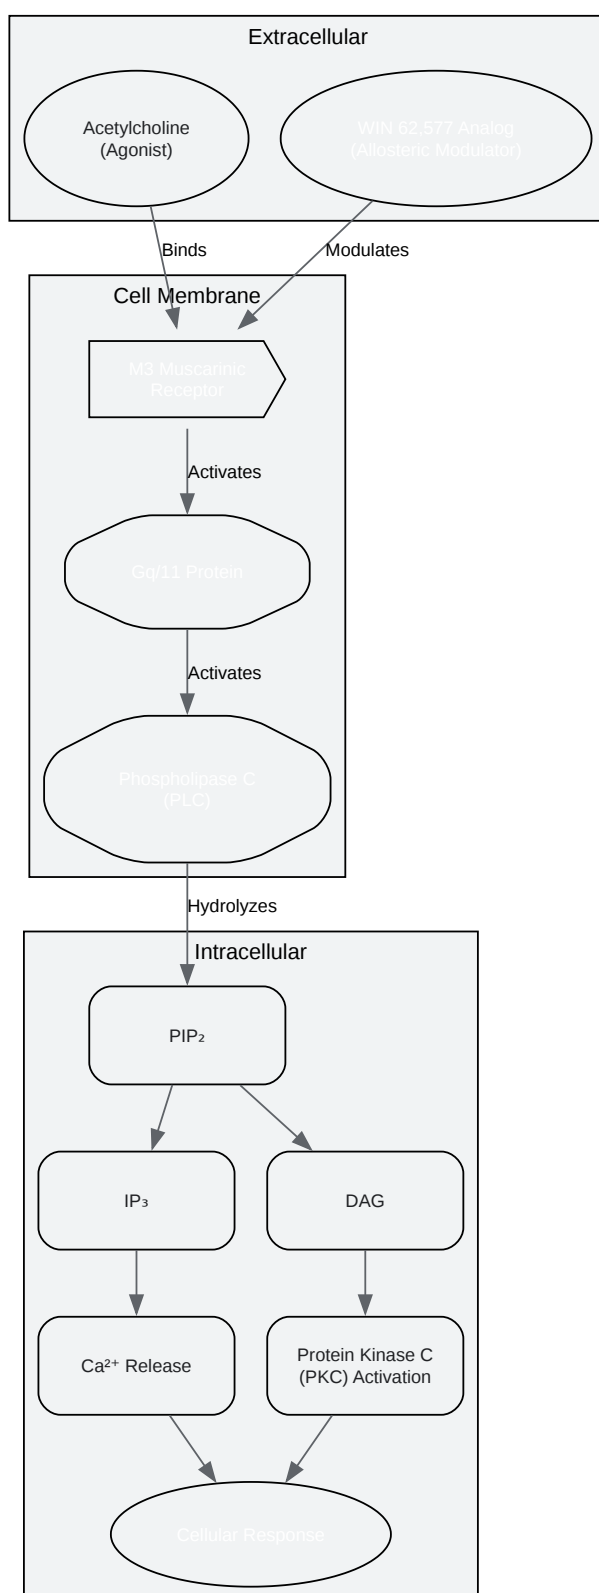 Extracellular
Acetylcholine
(Agonist)
WIN 62,577 Analog
(Allosteric Modulator)
Binds
Modulates
Cell Membrane
M3 Muscarinic
Receptor
Activates
Gq/11 Protein
Activates
Phospholipase C
(PLC)
Hydrolyzes
Intracellular
PIP₂
IP₃
DAG
Ca²⁺ Release
Protein Kinase C
(PKC) Activation
Cellular Response